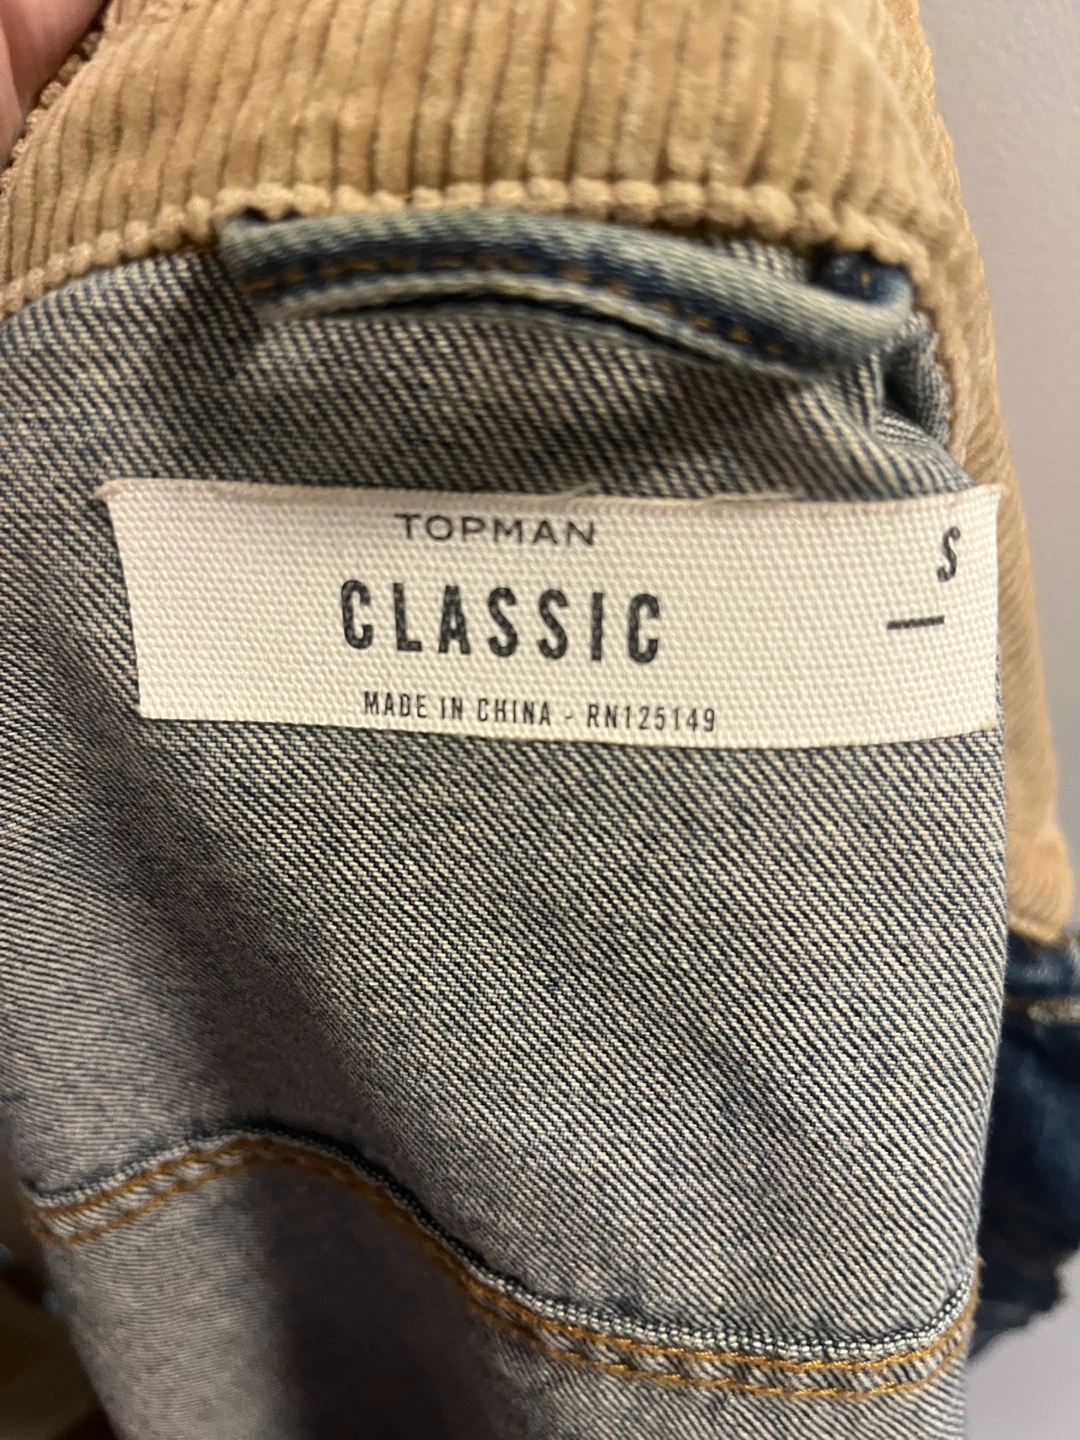 TOPMAN
S
CLASSIC
MADE IN CHINA - RN125149